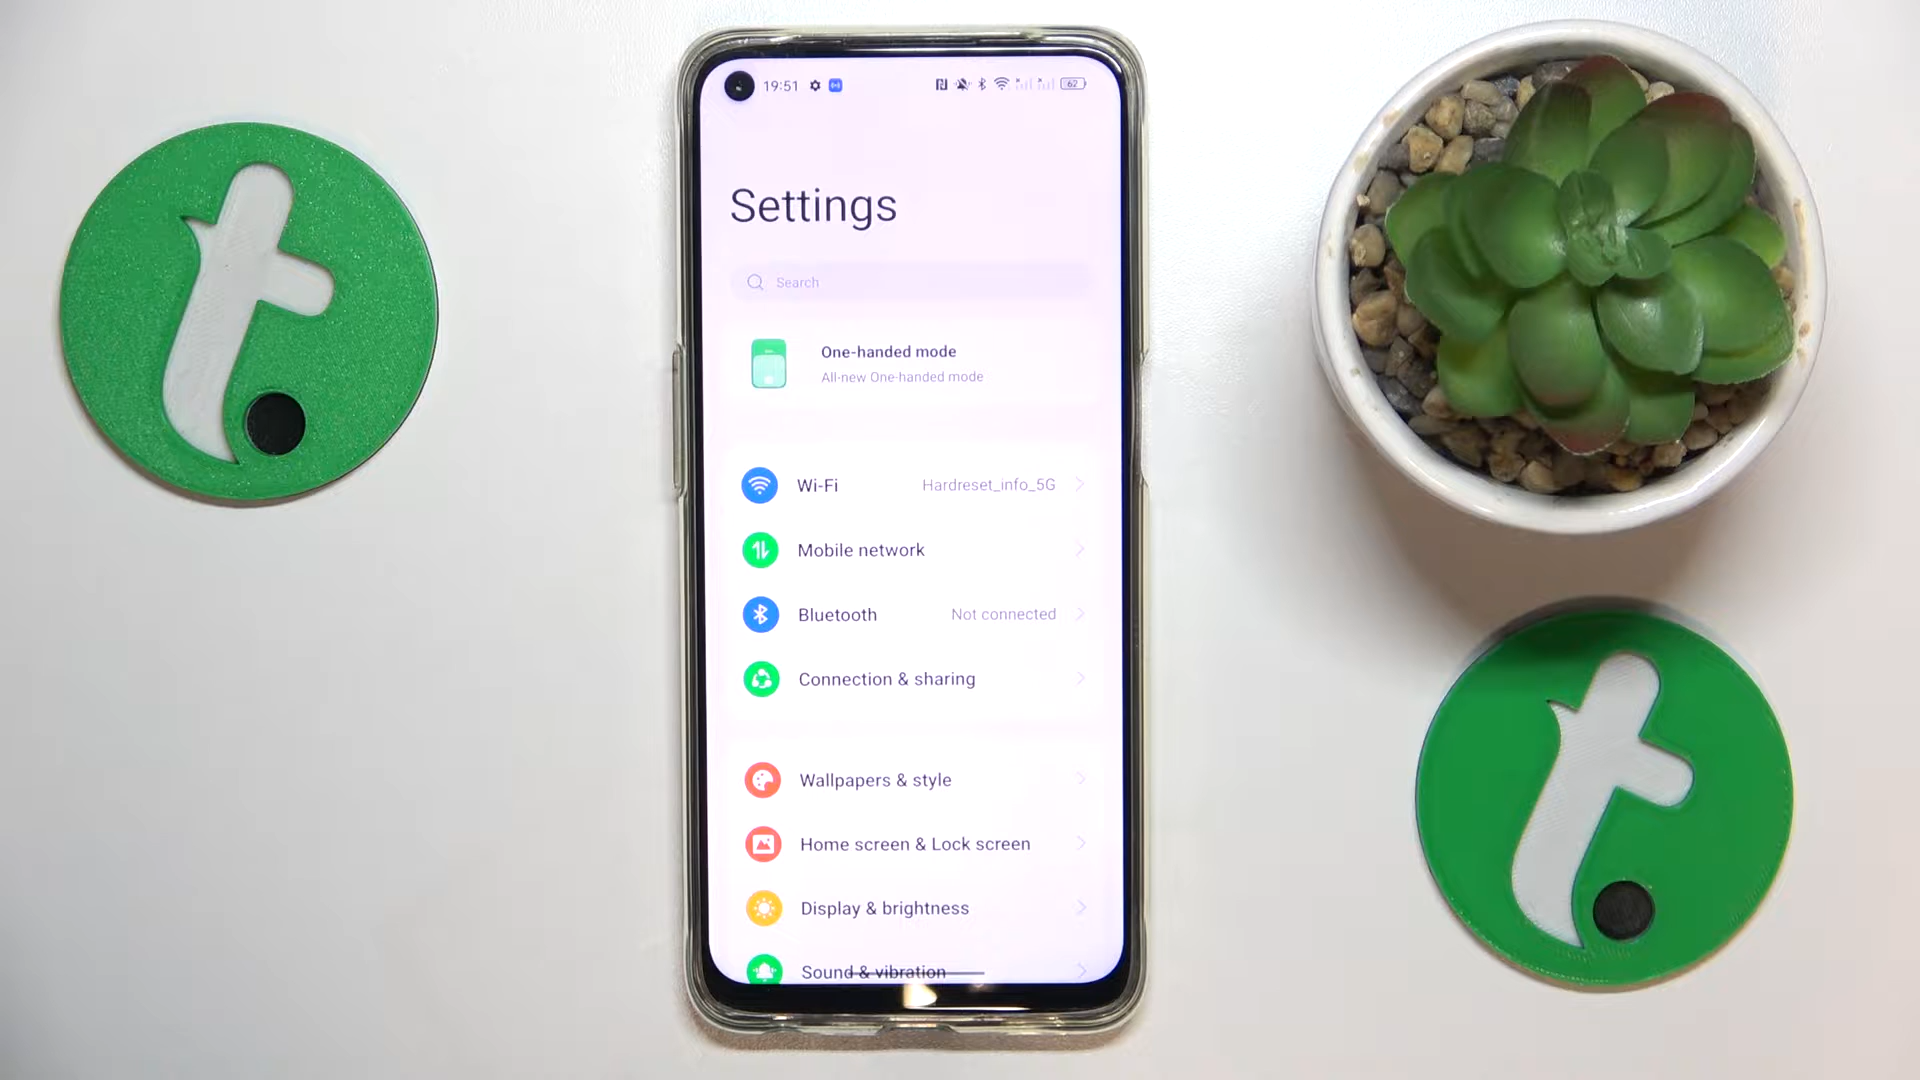 19:51
62
Settings
Search
One-handed mode
All-new One-handed mode
Wi-Fi Hardreset_info_5G
Mobile network
Bluetooth Not connected
Connection & sharing
Wallpapers & style
Home screen & Lock screen
Display & brightness
Sound & vibration